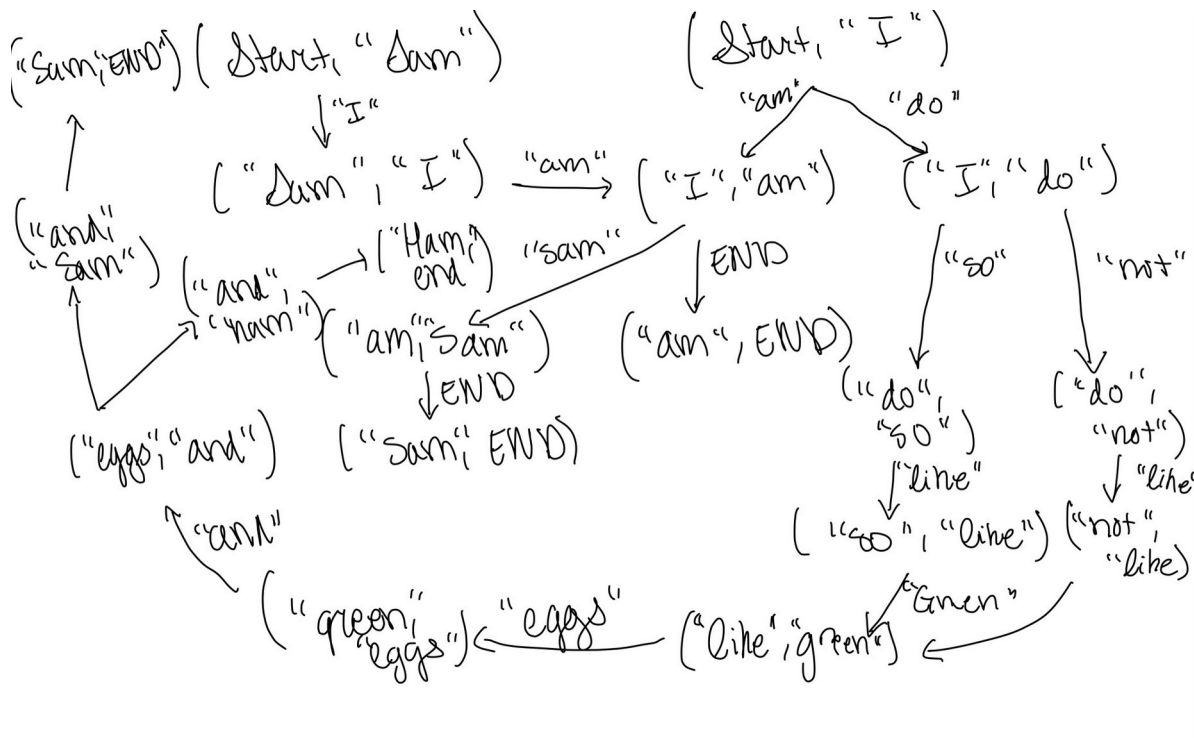 ("Sam", END") (Start, "Sam")
(Start, "I")
"I"
"am"
"do"
("Sam", "I")
"am"
("I", "am")
("I", "do")
("and"
"Sam")
("Ham",
end)
"sam"
END
"so"
"not"
("and",
"ham")
("am", "Sam")
("am", END)
END
("do",
"so")
("do",
"not")
("eggs", "and")
("Sam", END)
"like"
"like"
"and"
("so", "like")
("not",
"like)
"Green"
("green",
"eggs")
"eggs"
("like", "green")